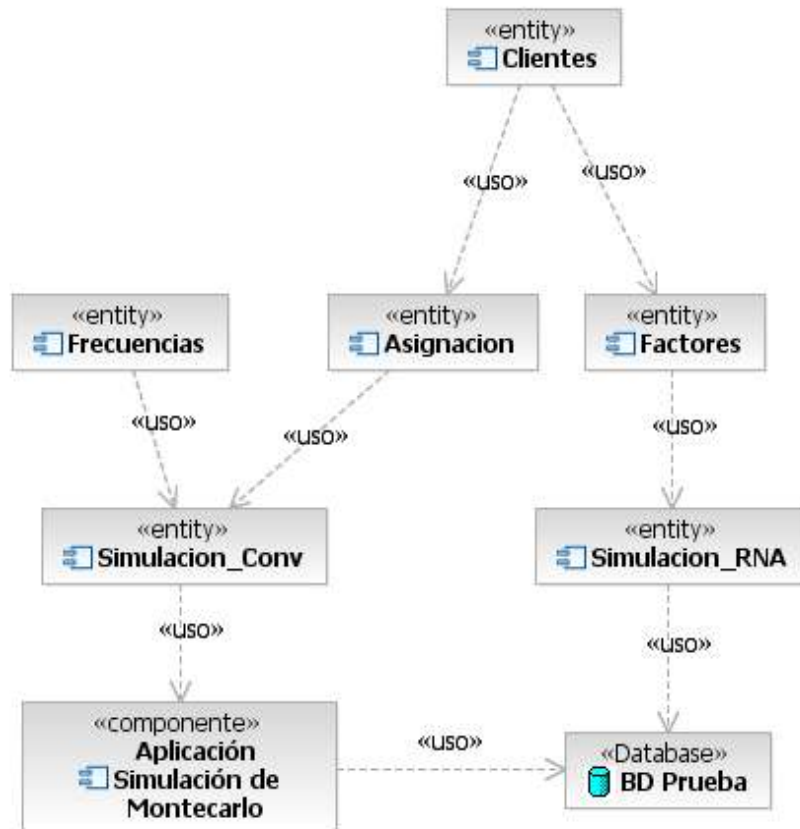 «entity»
Clientes
«uso»
«uso»
«entity»
Frecuencias
«entity»
Asignacion
«entity»
Factores
«uso»
«uso»
«uso»
«entity»
Simulacion_Conv
«entity»
Simulacion_RNA
«uso»
«uso»
«componente»
Aplicación
Simulación de
Montecarlo
«uso»
«Database»
BD Prueba